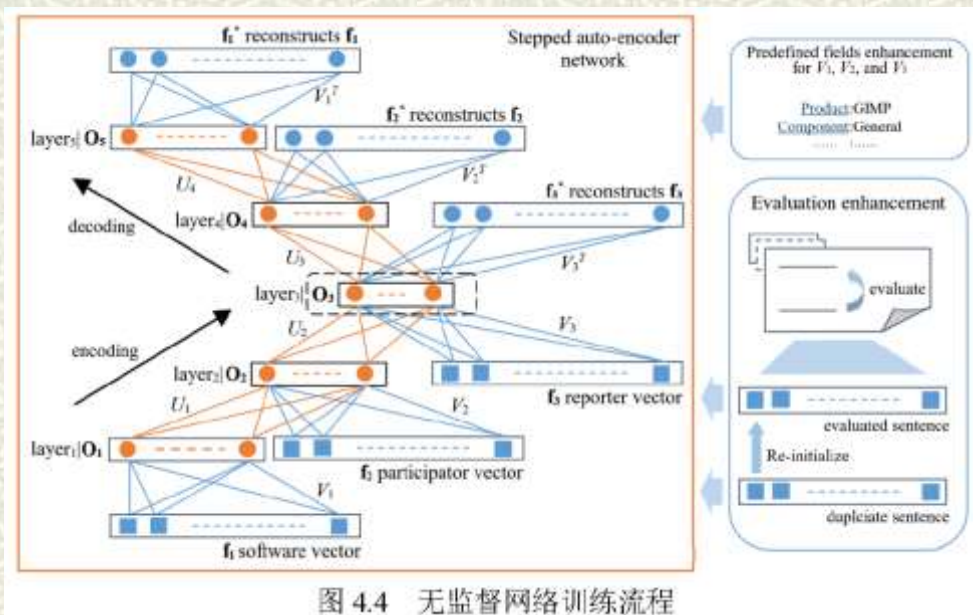 f₁* reconstructs f₁
Stepped auto-encoder
network
V₁ᵀ
f₂* reconstructs f₂
layer₅|O₅
U₄
V₂ᵀ
f₃* reconstructs f₃
layer₄|O₄
decoding
U₃
V₃ᵀ
layer₃|O₃
V₃
U₂
encoding
layer₂|O₂
f₃ reporter vector
U₁
V₂
layer₁|O₁
f₂ participator vector
V₁
f₁ software vector
Predefined fields enhancement
for V₁, V₂, and V₃
Product:GIMP
Component:General
Evaluation enhancement
evaluate
evaluated sentence
Re-initialize
duplciate sentence
图 4.4 无监督网络训练流程